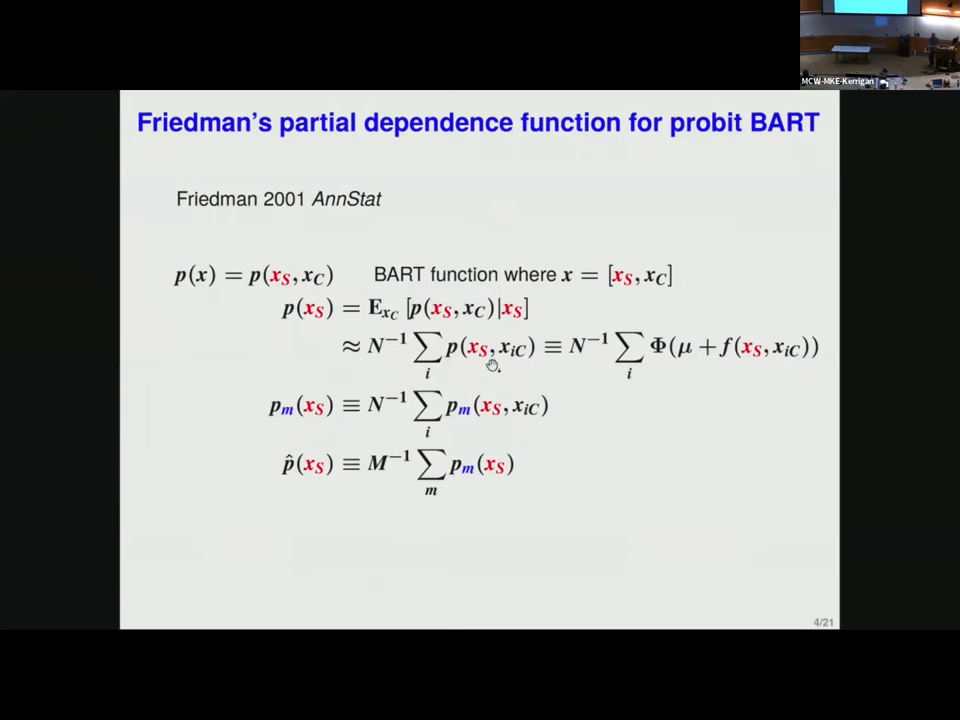 MCW-MKE-Kerrigan
Friedman's partial dependence function for probit BART
Friedman 2001 AnnStat
p(x) = p(x_S, x_C) BART function where x = [x_S, x_C]
p(x_S) = E_{x_C} [p(x_S, x_C)|x_S]
≈ N^{-1} ∑_i p(x_S, x_{iC}) ≡ N^{-1} ∑_i Φ(μ + f(x_S, x_{iC}))
p_m(x_S) ≡ N^{-1} ∑_i p_m(x_S, x_{iC})
p̂(x_S) ≡ M^{-1} ∑_m p_m(x_S)
4/21